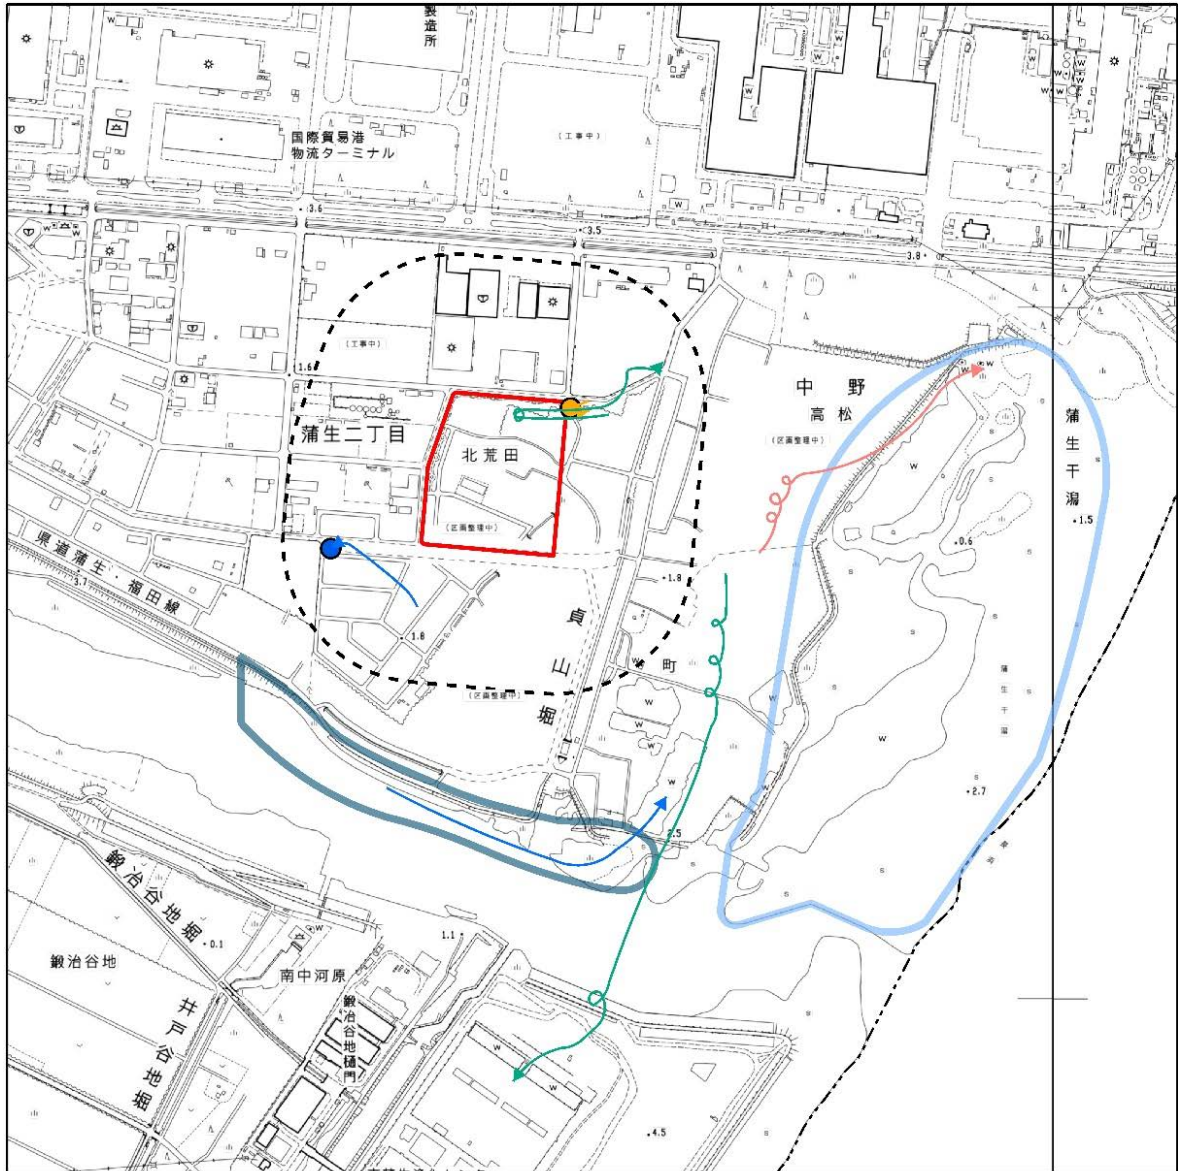 製造所
国際貿易港
物流ターミナル
(工事中)
3.6
3.5
3.8
(工事中)
1.6
中野
高松
(区画整理中)
蒲生二丁目
北荒田
(区画整理中)
蒲生干潟
1.5
0.6
県道蒲生・福田線
3.7
1.8
1.8
貞山堀
町
(区画整理中)
蒲生干潟
2.7
2.5
鍛冶谷地堀
0.1
鍛冶谷地
南中河原
1.1
井戸谷地堀
鍛冶谷地樋門
4.5